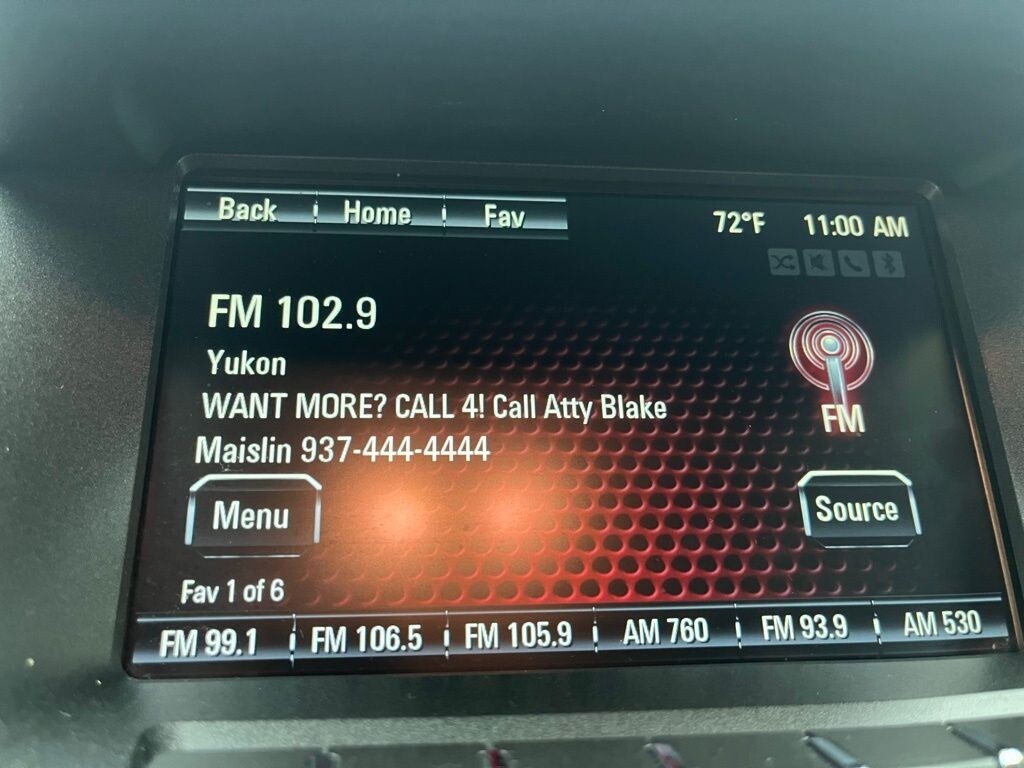 Back Home Fav 72°F 11:00 AM
FM 102.9
Yukon
WANT MORE? CALL 4! Call Atty Blake
Maislin 937-444-4444
FM
Menu Source
Fav 1 of 6
FM 99.1 FM 106.5 FM 105.9 AM 760 FM 93.9 AM 530